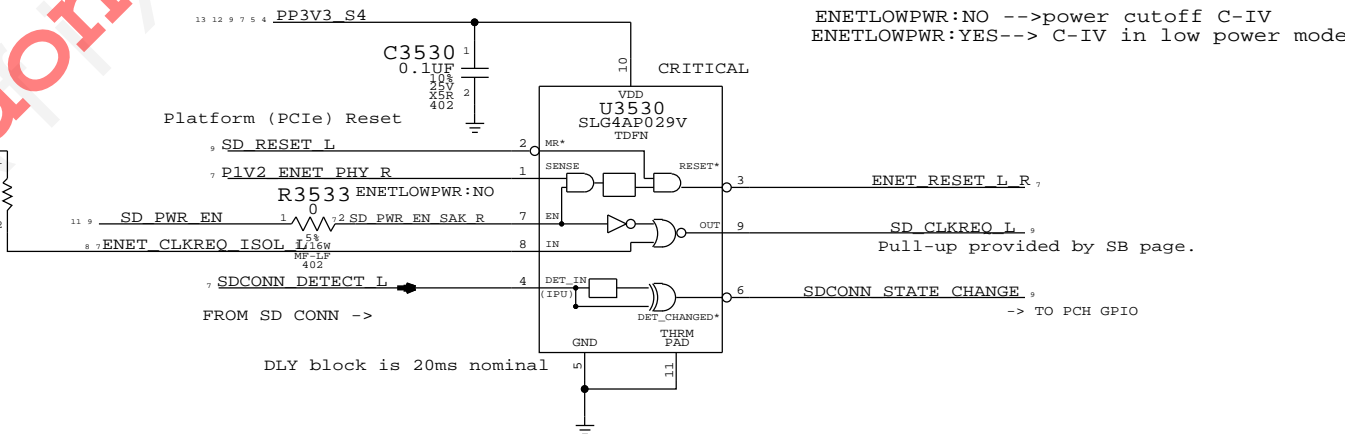 13 12 9 7 5 4 PP3V3_S4
ENETLOWPWR:NO -->power cutoff C-IV
ENETLOWPWR:YES--> C-IV in low power mode
C3530 1
0.1UF
10%
25V
X5R 2
402
10
CRITICAL
VDD
U3530
SLG4AP029V
TDFN
Platform (PCIe) Reset
9 SD_RESET_L 2 MR*
7 P1V2_ENET_PHY_R 1 SENSE RESET* 3 ENET_RESET_L_R 7
R3533 ENETLOWPWR:NO
0
11 9 SD_PWR_EN 1 2 7 SD_PWR_EN_SAK_R 7 EN
OUT 9 SD_CLKREQ_L 9
5%
8 7 ENET_CLKREQ_ISOL_L 8 IN
1/16W
MF-LF
402
Pull-up provided by SB page.
7 SDCONN_DETECT_L 4 DET_IN
(IPU)
6 SDCONN_STATE_CHANGE 9
DET_CHANGED*
FROM SD CONN ->
-> TO PCH GPIO
GND THRM
PAD
DLY block is 20ms nominal
5 11